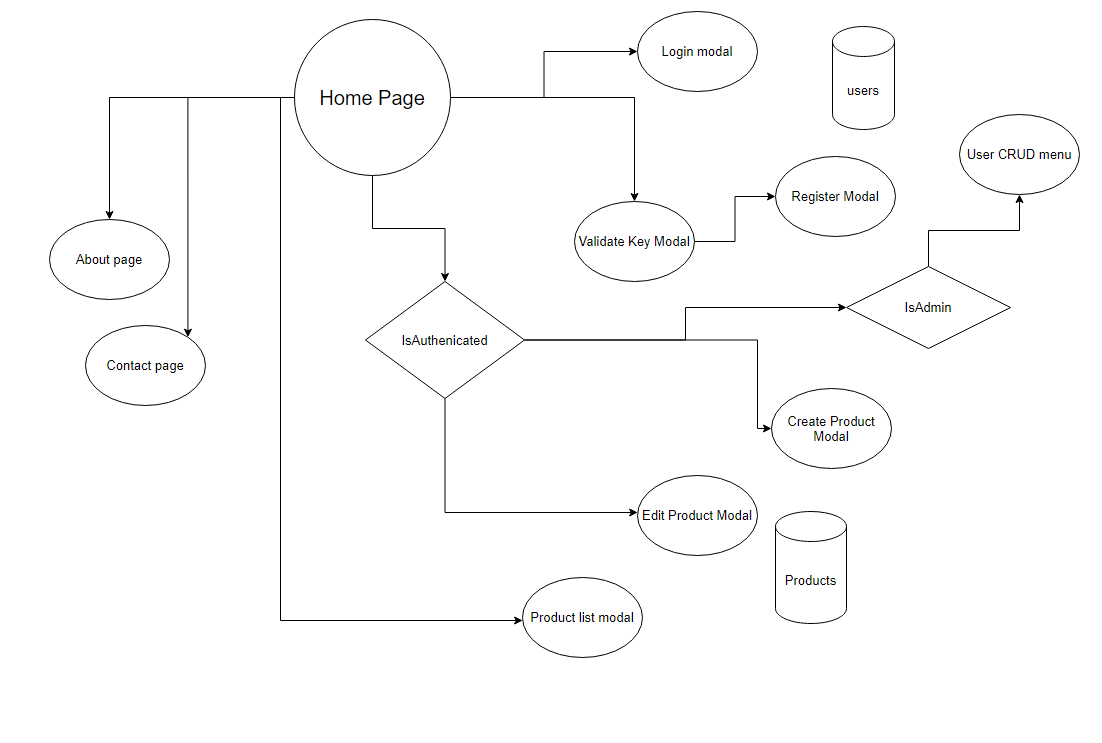 Home Page
Login modal
users
User CRUD menu
Register Modal
Validate Key Modal
About page
IsAdmin
IsAuthenicated
Contact page
Create Product
Modal
Edit Product Modal
Products
Product list modal